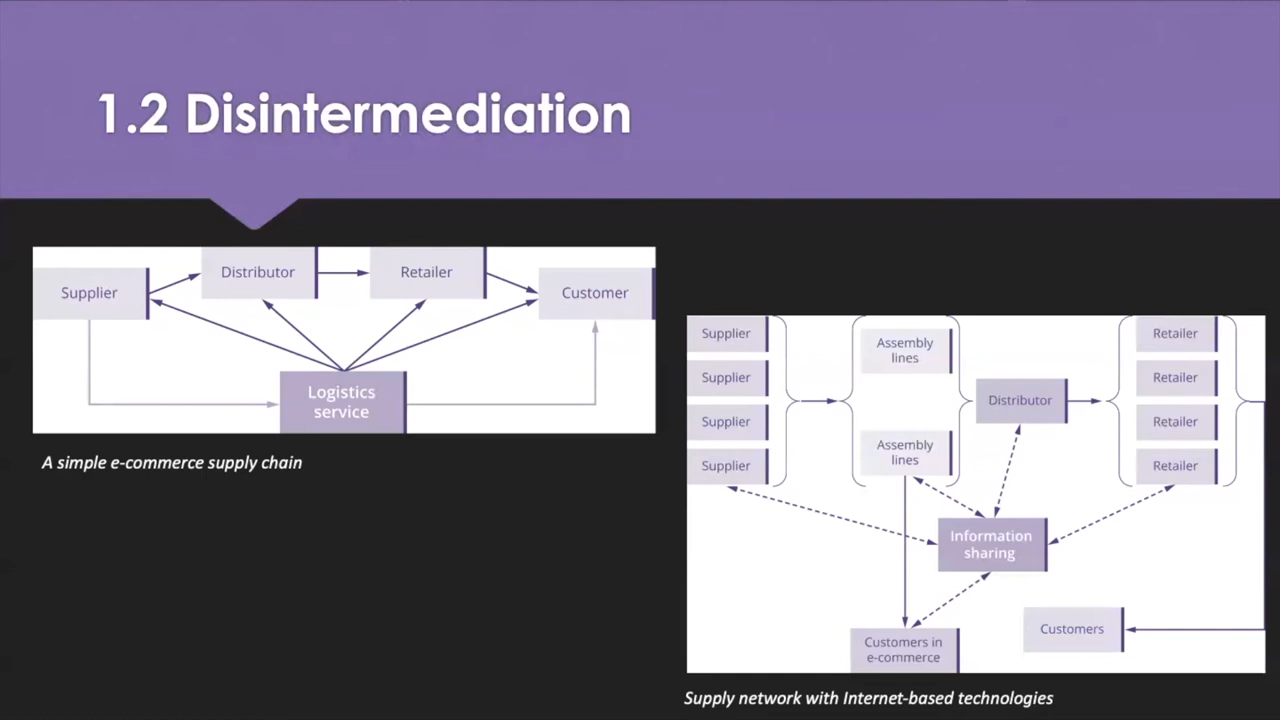 1.2 Disintermediation
Supplier
Distributor
Retailer
Customer
Logistics
service
A simple e-commerce supply chain
Supplier
Supplier
Supplier
Supplier
Assembly
lines
Assembly
lines
Distributor
Retailer
Retailer
Retailer
Retailer
Information
sharing
Customers in
e-commerce
Customers
Supply network with Internet-based technologies